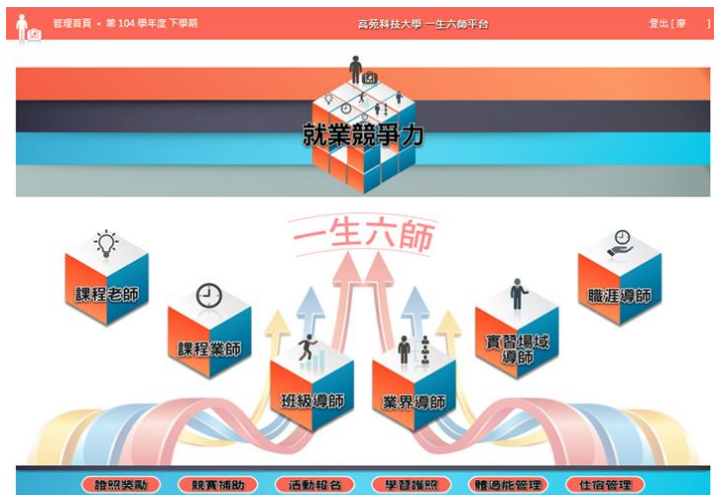 管理首頁 - 第 104 學年度 下學期
高苑科技大學 一生六師平台
登出 [ 廖 ]
就業競爭力
一生六師
課程老師
課程業師
班級導師
業界導師
實習場域
導師
職涯導師
證照獎勵
競賽補助
活動報名
學習護照
體適能管理
住宿管理